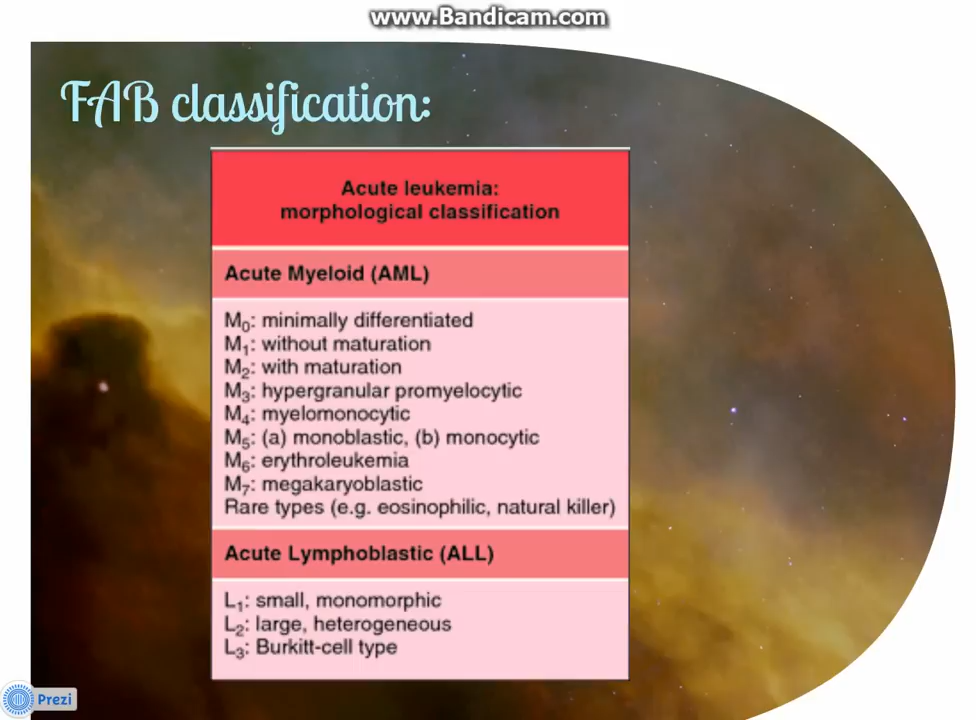 www.Bandicam.com
FAB classification:
Acute leukemia:
morphological classification
Acute Myeloid (AML)
M₀: minimally differentiated
M₁: without maturation
M₂: with maturation
M₃: hypergranular promyelocytic
M₄: myelomonocytic
M₅: (a) monoblastic, (b) monocytic
M₆: erythroleukemia
M₇: megakaryoblastic
Rare types (e.g. eosinophilic, natural killer)
Acute Lymphoblastic (ALL)
L₁: small, monomorphic
L₂: large, heterogeneous
L₃: Burkitt-cell type
Prezi